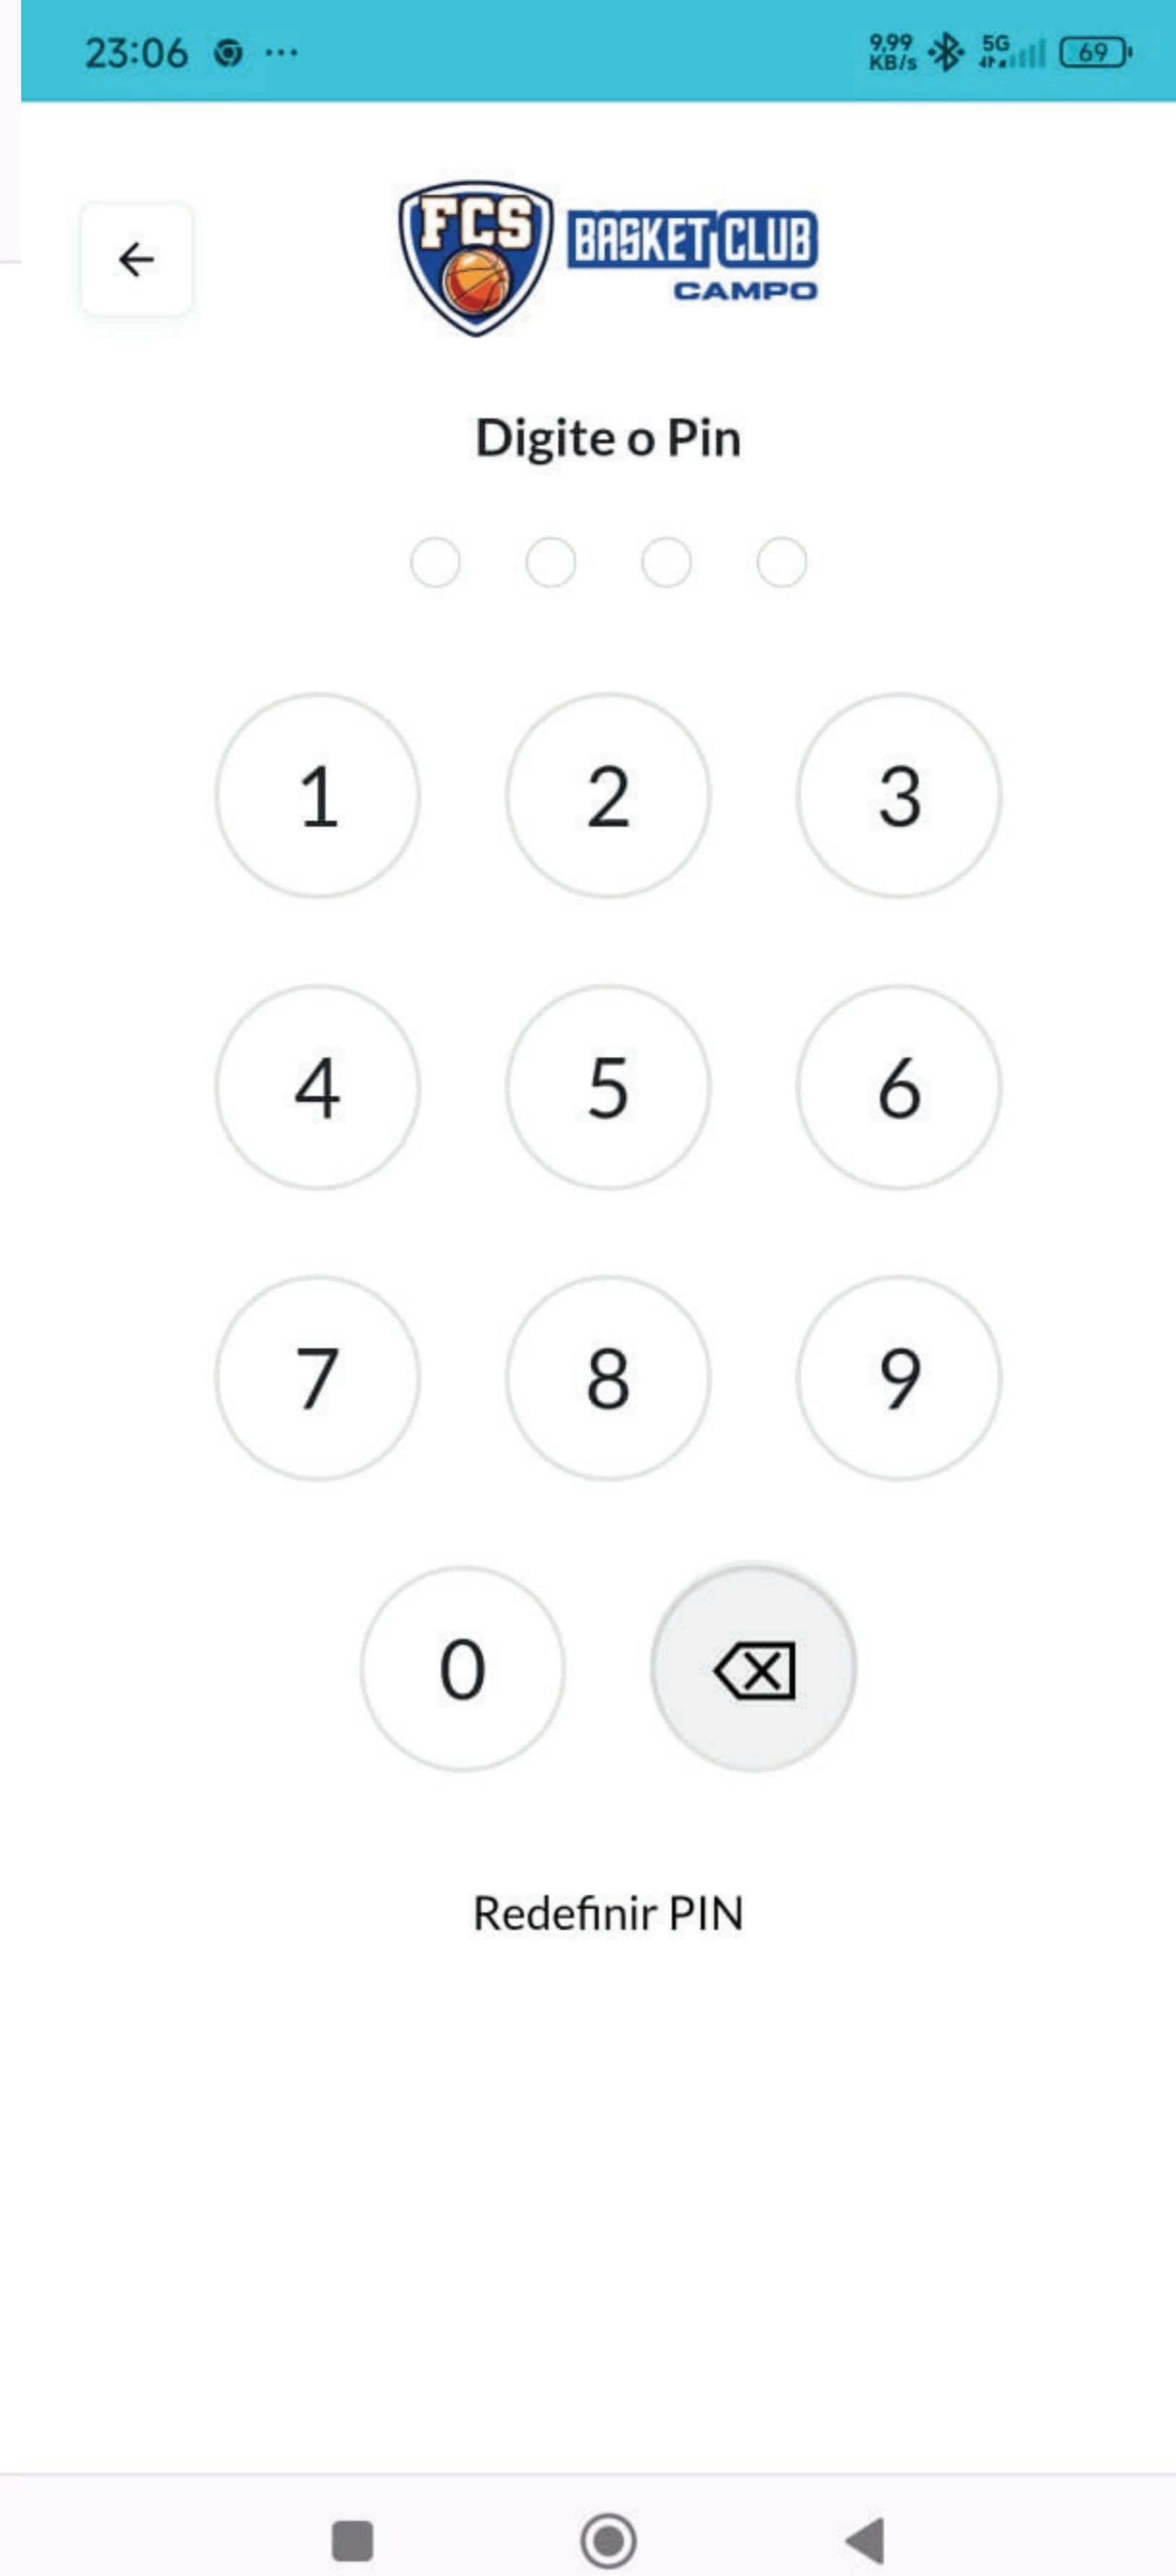 23:06 ... 9,99 KB/s 5G 69
FCS BASKET CLUB
CAMPO
Digite o Pin
1 2 3
4 5 6
7 8 9
0
Redefinir PIN